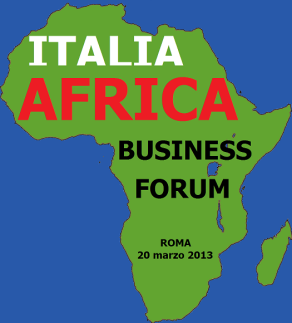 ITALIA
AFRICA
BUSINESS
FORUM
ROMA
20 marzo 2013